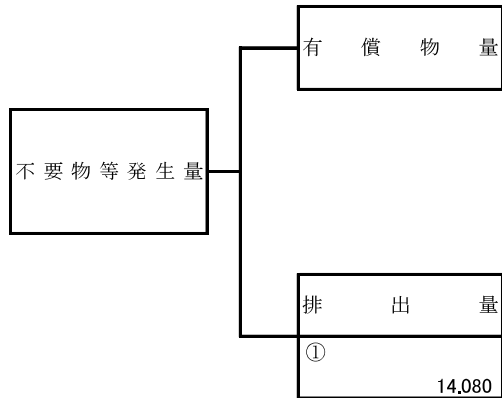 有償物量
不要物等発生量
排出量
①
14,080